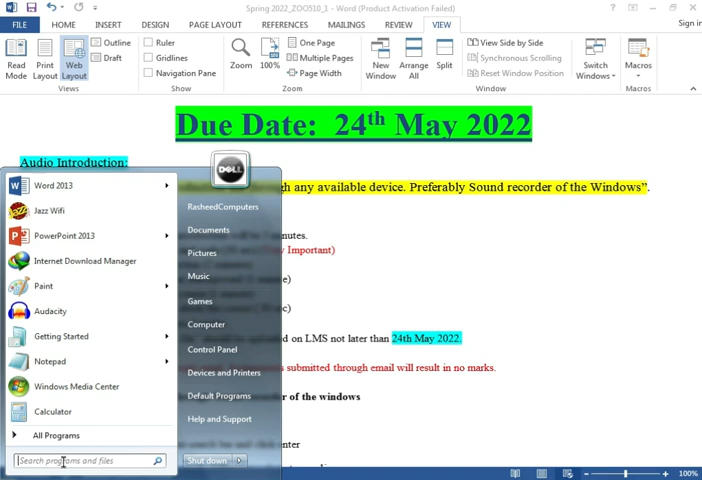 Spring 2022_ZOO510_1 - Word (Product Activation Failed)
FILE HOME INSERT DESIGN PAGE LAYOUT REFERENCES MAILINGS REVIEW VIEW Sign in
Read Mode
Print Layout
Web Layout
Outline
Draft
Views
Ruler
Gridlines
Navigation Pane
Show
Zoom
100%
One Page
Multiple Pages
Page Width
Zoom
New Window
Arrange All
Split
View Side by Side
Synchronous Scrolling
Reset Window Position
Window
Switch Windows
Macros
Macros
Due Date: 24th May 2022
Audio Introduction:
through any available device. Preferably Sound recorder of the Windows”.
minutes.
Important)
)
)
338 on LMS not later than 24th May 2022.
submitted through email will result in no marks.
of the windows
enter
DELL
Word 2013
Jazz Wifi
PowerPoint 2013
Internet Download Manager
Paint
Audacity
Getting Started
Notepad
Windows Media Center
Calculator
All Programs
Search programs and files
RasheedComputers
Documents
Pictures
Music
Games
Computer
Control Panel
Devices and Printers
Default Programs
Help and Support
Shut down
100%